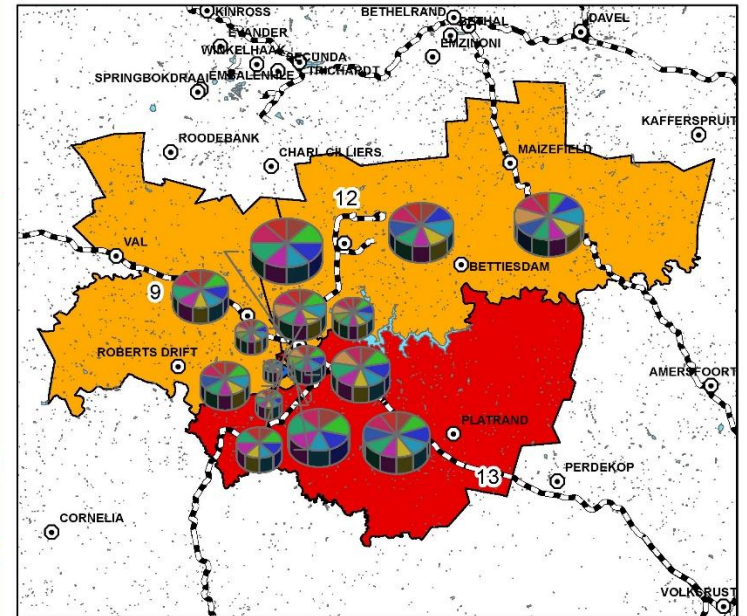 KINROSS
BETHELRAND
BETHAL
DAVEL
EVANDER
EMZINONI
WINKELHAAK
SECUNDA
TRICHARDT
SPRINGBOKDRAAI
EMBALENHLE
KAFFERSPRUIT
ROODEBANK
MAIZEFIELD
CHARL CILLIERS
12
VAL
BETTIESDAM
9
ROBERTS DRIFT
AMERSFOORT
PLATRAND
PERDEKOP
13
CORNELIA
VOLKSRUST